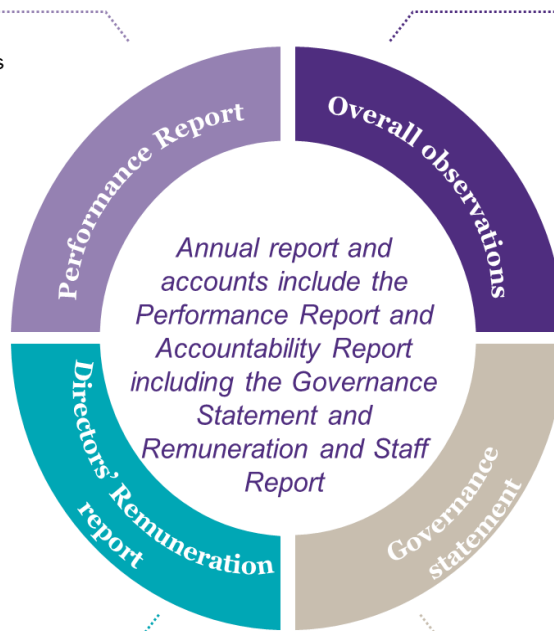 s
Performance Report
Overall observations
Annual report and
accounts include the
Performance Report and
Accountability Report
including the Governance
Statement and
Remuneration and Staff
Report
Directors' Remuneration
report
Governance
statement